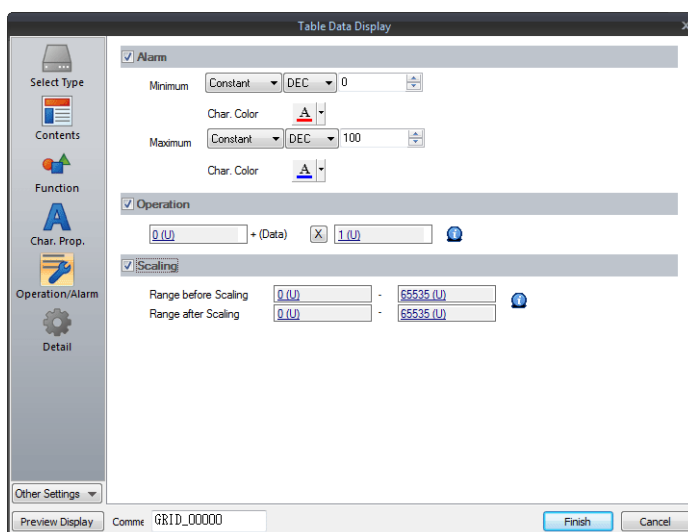 Table Data Display
Select Type
Contents
Function
Char. Prop.
Operation/Alarm
Detail
Other Settings
Alarm
Minimum Constant DEC 0
Char. Color A
Maximum Constant DEC 100
Char. Color A
Operation
0 (U) + (Data) X 1 (U)
Scaling
Range before Scaling 0 (U) - 65535 (U)
Range after Scaling 0 (U) - 65535 (U)
Preview Display Comme GRID_00000 Finish Cancel